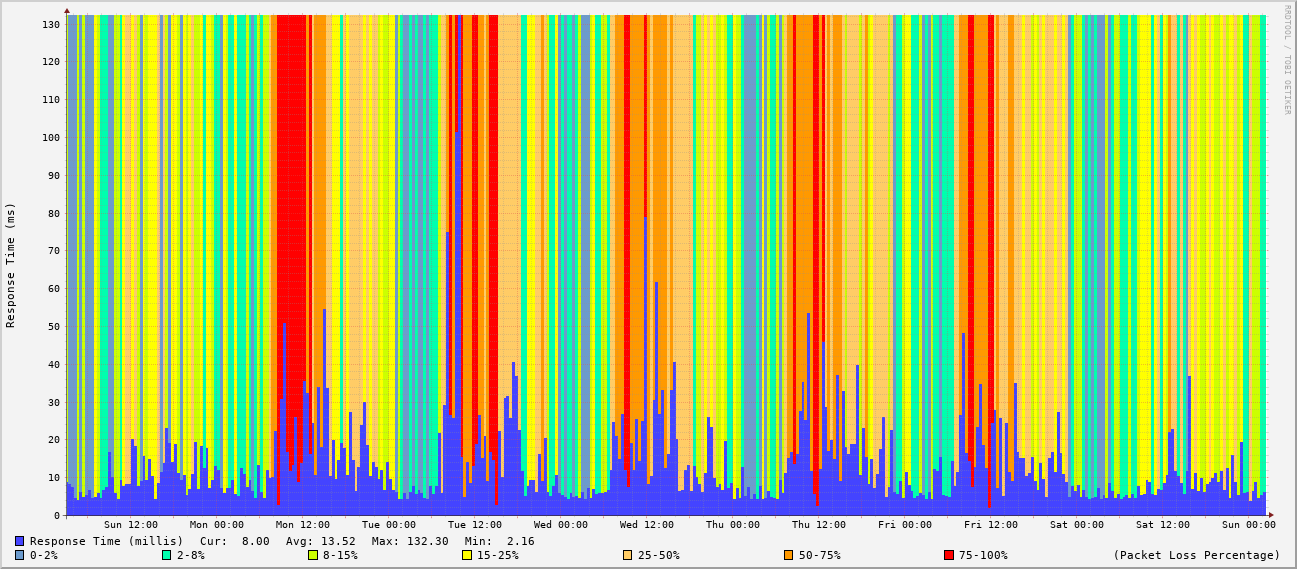 RRDTOOL / TOBI OETIKER
Response Time (ms)
130
120
110
100
90
80
70
60
50
40
30
20
10
0
Sun 12:00 Mon 00:00 Mon 12:00 Tue 00:00 Tue 12:00 Wed 00:00 Wed 12:00 Thu 00:00 Thu 12:00 Fri 00:00 Fri 12:00 Sat 00:00 Sat 12:00 Sun 00:00
Response Time (millis) Cur: 8.00 Avg: 13.52 Max: 132.30 Min: 2.16
0-2% 2-8% 8-15% 15-25% 25-50% 50-75% 75-100% (Packet Loss Percentage)